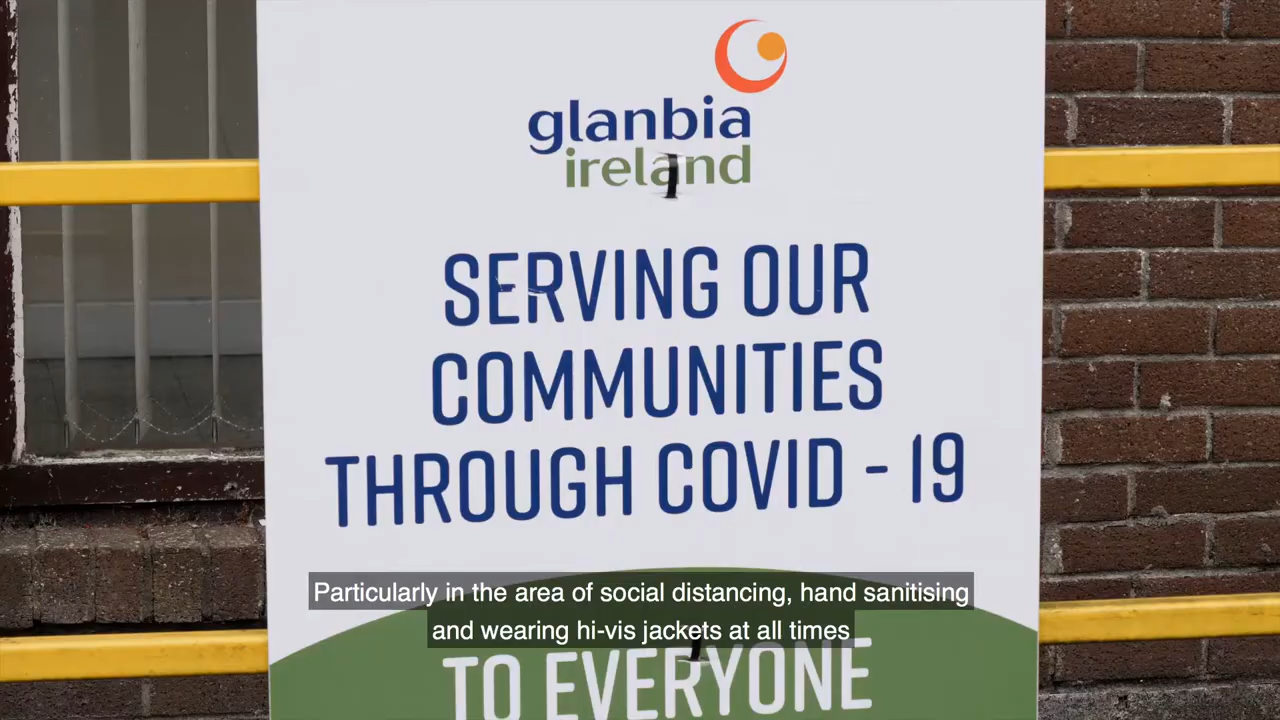 glanbia
ireland
SERVING OUR
COMMUNITIES
THROUGH COVID - 19
Particularly in the area of social distancing, hand sanitising
and wearing hi-vis jackets at all times
TO EVERYONE